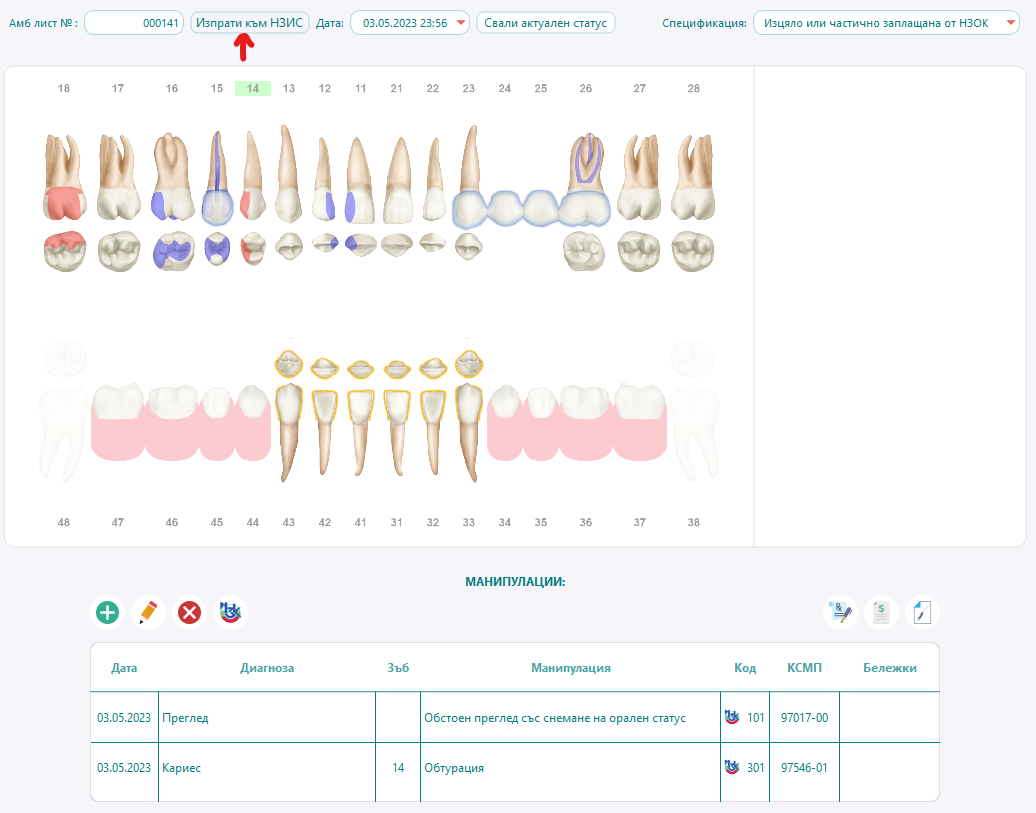 Амб лист № : 000141 Изпрати към НЗИС Дата: 03.05.2023 23:56 Свали актуален статус Спецификация: Изцяло или частично заплащана от НЗОК
18 17 16 15 14 13 12 11 21 22 23 24 25 26 27 28
48 47 46 45 44 43 42 41 31 32 33 34 35 36 37 38
МАНИПУЛАЦИИ:
Дата Диагноза Зъб Манипулация Код КСМП Бележки
03.05.2023 Преглед Обстоен преглед със снемане на орален статус 101 97017-00
03.05.2023 Кариес 14 Обтурация 301 97546-01